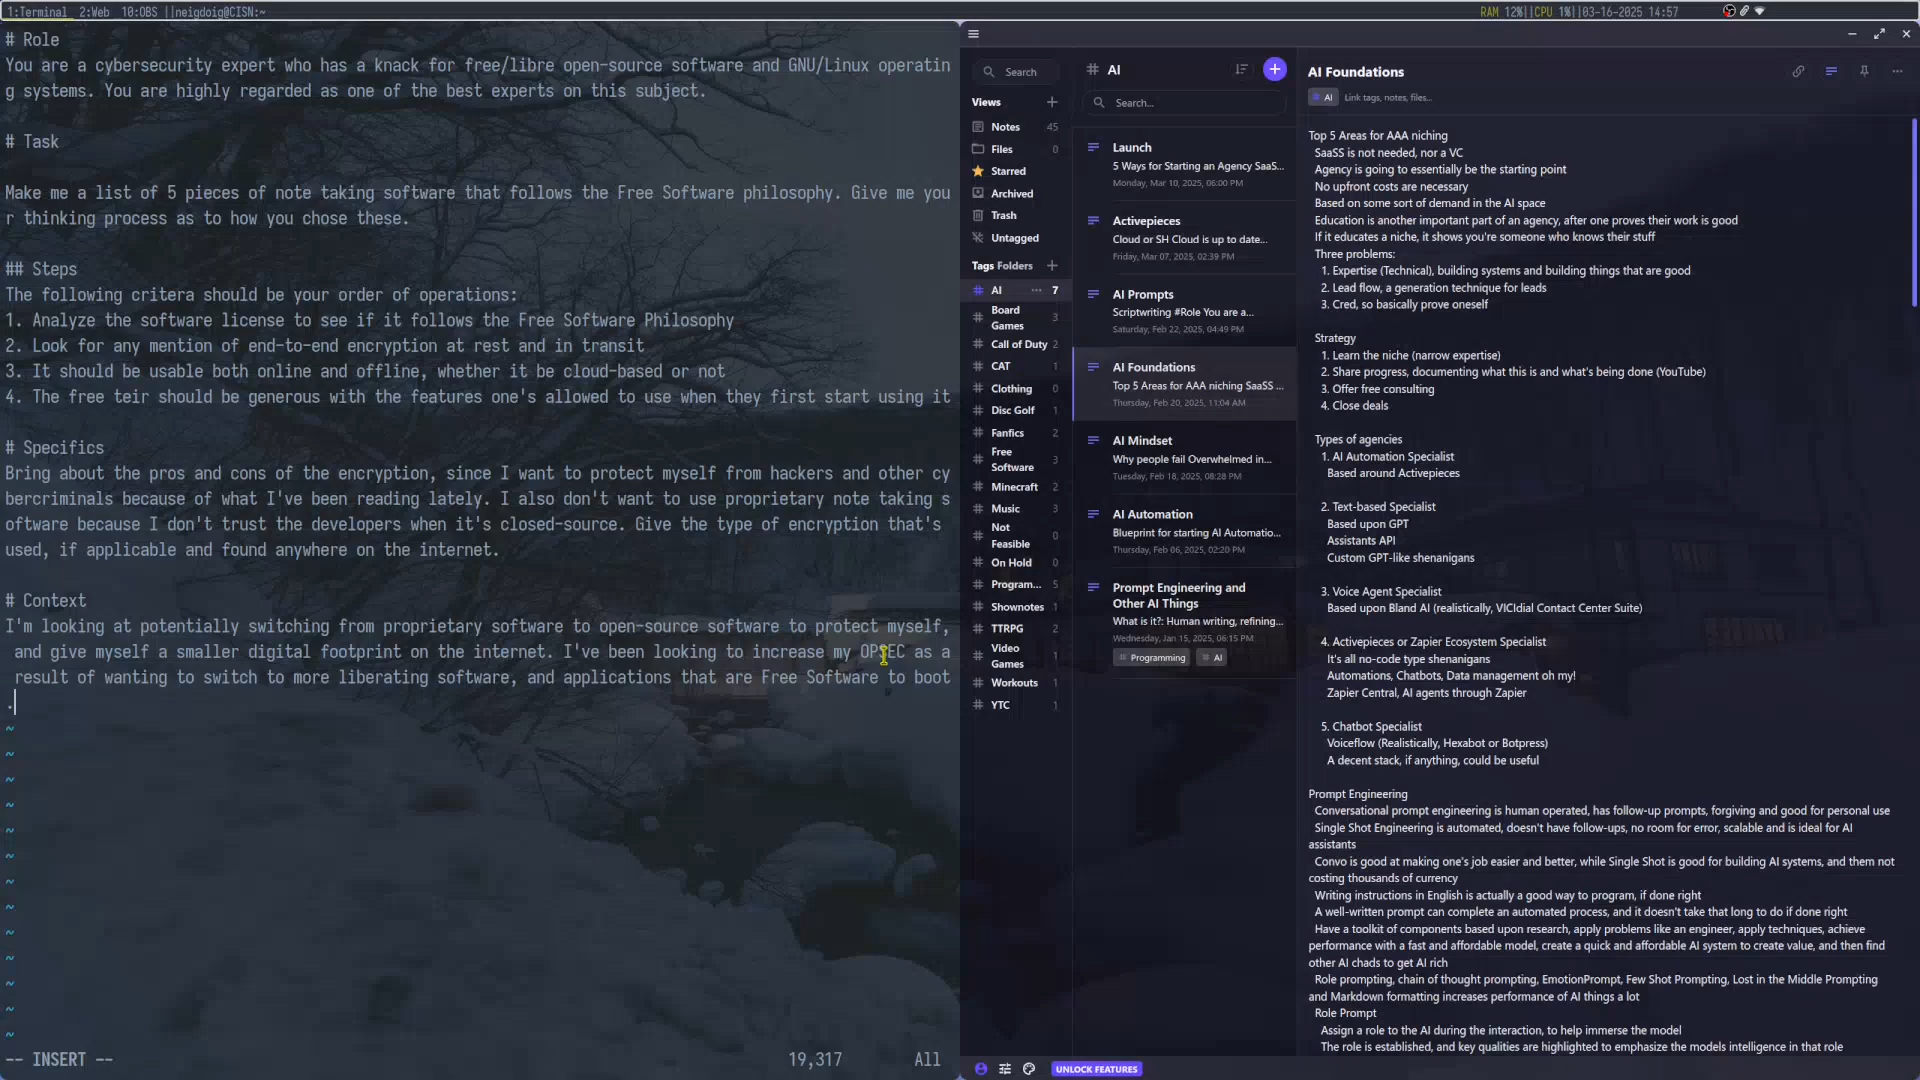 1:Terminal 2:Web 10:OBS ||neigdoig@CISN:~
RAM 12%||CPU 1%||03-16-2025 14:57
# Role
You are a cybersecurity expert who has a knack for free/libre open-source software and GNU/Linux operatin
g systems. You are highly regarded as one of the best experts on this subject.
# Task
Make me a list of 5 pieces of note taking software that follows the Free Software philosophy. Give me you
r thinking process as to how you chose these.
## Steps
The following critera should be your order of operations:
1. Analyze the software license to see if it follows the Free Software Philosophy
2. Look for any mention of end-to-end encryption at rest and in transit
3. It should be usable both online and offline, whether it be cloud-based or not
4. The free teir should be generous with the features one's allowed to use when they first start using it
# Specifics
Bring about the pros and cons of the encryption, since I want to protect myself from hackers and other cy
bercriminals because of what I've been reading lately. I also don't want to use proprietary note taking s
oftware because I don't trust the developers when it's closed-source. Give the type of encryption that's
used, if applicable and found anywhere on the internet.
# Context
I'm looking at potentially switching from proprietary software to open-source software to protect myself,
and give myself a smaller digital footprint on the internet. I've been looking to increase my OPSEC as a
result of wanting to switch to more liberating software, and applications that are Free Software to boot
.
~
~
~
~
~
~
~
~
~
~
~
~
~
-- INSERT --
19,317
All
Search
Views
Notes 45
Files 0
Starred
Archived
Trash
Untagged
Tags Folders
# AI ... 7
# Board Games 3
# Call of Duty 2
# CAT 1
# Clothing 0
# Disc Golf 1
# Fanfics 2
# Free Software 3
# Minecraft 2
# Music 3
# Not Feasible 0
# On Hold 0
# Program... 5
# Shownotes 1
# TTRPG 2
# Video Games 1
# Workouts 1
# YTC 1
# AI
Search...
Launch
5 Ways for Starting an Agency SaaS...
Monday, Mar 10, 2025, 06:00 PM
Activepieces
Cloud or SH Cloud is up to date...
Friday, Mar 07, 2025, 02:39 PM
AI Prompts
Scriptwriting #Role You are a...
Saturday, Feb 22, 2025, 04:49 PM
AI Foundations
Top 5 Areas for AAA niching SaaSS ...
Thursday, Feb 20, 2025, 11:04 AM
AI Mindset
Why people fail Overwhelmed in...
Tuesday, Feb 18, 2025, 08:28 PM
AI Automation
Blueprint for starting AI Automatio...
Thursday, Feb 06, 2025, 02:20 PM
Prompt Engineering and
Other AI Things
What is it?: Human writing, refining...
Wednesday, Jan 15, 2025, 06:15 PM
# Programming # AI
UNLOCK FEATURES
AI Foundations
# AI Link tags, notes, files...
Top 5 Areas for AAA niching
SaaSS is not needed, nor a VC
Agency is going to essentially be the starting point
No upfront costs are necessary
Based on some sort of demand in the AI space
Education is another important part of an agency, after one proves their work is good
If it educates a niche, it shows you're someone who knows their stuff
Three problems:
1. Expertise (Technical), building systems and building things that are good
2. Lead flow, a generation technique for leads
3. Cred, so basically prove oneself
Strategy
1. Learn the niche (narrow expertise)
2. Share progress, documenting what this is and what's being done (YouTube)
3. Offer free consulting
4. Close deals
Types of agencies
1. AI Automation Specialist
Based around Activepieces
2. Text-based Specialist
Based upon GPT
Assistants API
Custom GPT-like shenanigans
3. Voice Agent Specialist
Based upon Bland AI (realistically, VICIdial Contact Center Suite)
4. Activepieces or Zapier Ecosystem Specialist
It's all no-code type shenanigans
Automations, Chatbots, Data management oh my!
Zapier Central, AI agents through Zapier
5. Chatbot Specialist
Voiceflow (Realistically, Hexabot or Botpress)
A decent stack, if anything, could be useful
Prompt Engineering
Conversational prompt engineering is human operated, has follow-up prompts, forgiving and good for personal use
Single Shot Engineering is automated, doesn't have follow-ups, no room for error, scalable and is ideal for AI
assistants
Convo is good at making one's job easier and better, while Single Shot is good for building AI systems, and them not
costing thousands of currency
Writing instructions in English is actually a good way to program, if done right
A well-written prompt can complete an automated process, and it doesn't take that long to do if done right
Have a toolkit of components based upon research, apply problems like an engineer, apply techniques, achieve
performance with a fast and affordable model, create a quick and affordable AI system to create value, and then find
other AI chads to get AI rich
Role prompting, chain of thought prompting, EmotionPrompt, Few Shot Prompting, Lost in the Middle Prompting
and Markdown formatting increases performance of AI things a lot
Role Prompt
Assign a role to the AI during the interaction, to help immerse the model
The role is established, and key qualities are highlighted to emphasize the models intelligence in that role